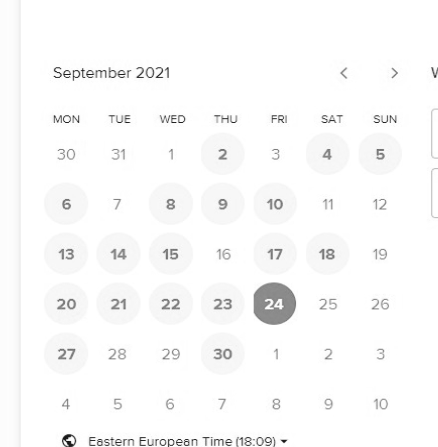 September 2021
MON TUE WED THU FRI SAT SUN
30 31 1 2 3 4 5
6 7 8 9 10 11 12
13 14 15 16 17 18 19
20 21 22 23 24 25 26
27 28 29 30 1 2 3
4 5 6 7 8 9 10
Eastern European Time (18:09)